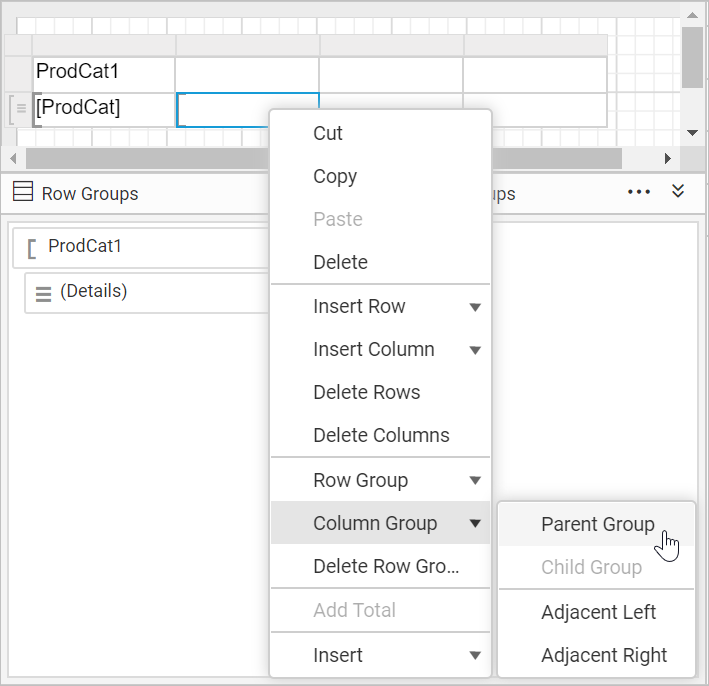 ProdCat1
[ProdCat]
Row Groups
ups
ProdCat1
(Details)
Cut
Copy
Paste
Delete
Insert Row
Insert Column
Delete Rows
Delete Columns
Row Group
Column Group
Delete Row Gro...
Add Total
Insert
Parent Group
Child Group
Adjacent Left
Adjacent Right